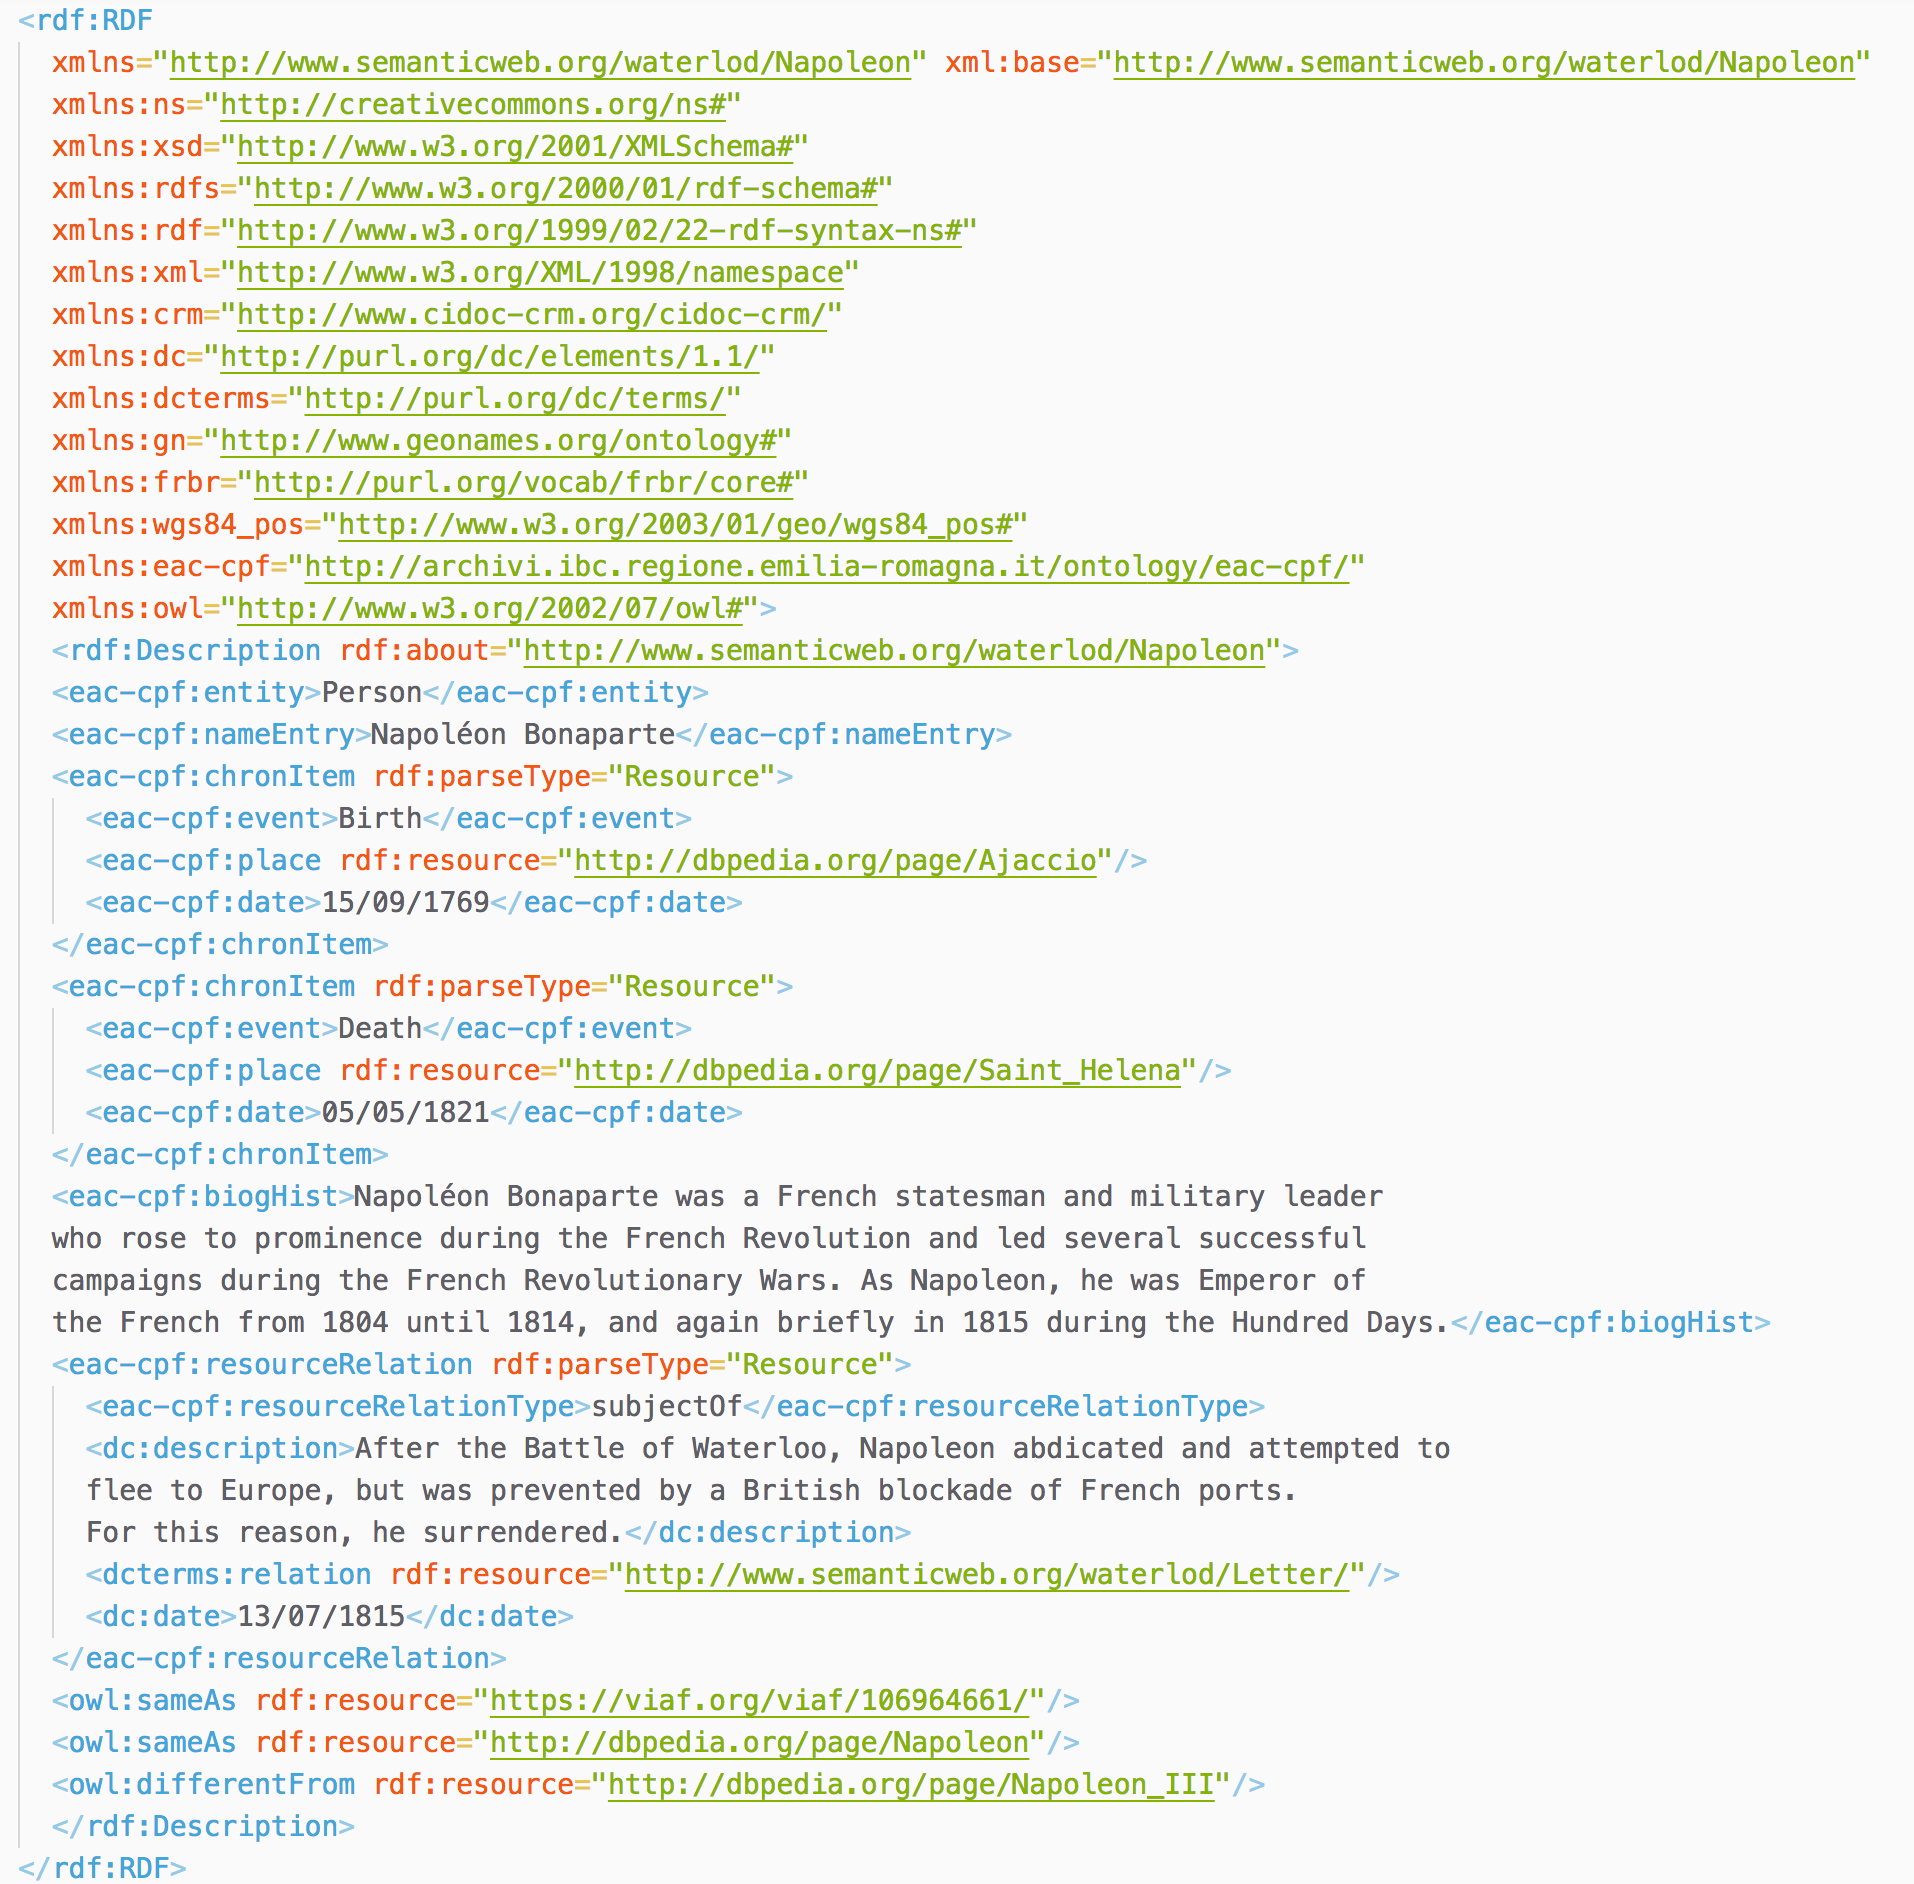 <rdf:RDF
xmlns="http://www.semanticweb.org/waterlod/Napoleon" xml:base="http://www.semanticweb.org/waterlod/Napoleon"
xmlns:ns="http://creativecommons.org/ns#"
xmlns:xsd="http://www.w3.org/2001/XMLSchema#"
xmlns:rdfs="http://www.w3.org/2000/01/rdf-schema#"
xmlns:rdf="http://www.w3.org/1999/02/22-rdf-syntax-ns#"
xmlns:xml="http://www.w3.org/XML/1998/namespace"
xmlns:crm="http://www.cidoc-crm.org/cidoc-crm/"
xmlns:dc="http://purl.org/dc/elements/1.1/"
xmlns:dcterms="http://purl.org/dc/terms/"
xmlns:gn="http://www.geonames.org/ontology#"
xmlns:frbr="http://purl.org/vocab/frbr/core#"
xmlns:wgs84_pos="http://www.w3.org/2003/01/geo/wgs84_pos#"
xmlns:eac-cpf="http://archivi.ibc.regione.emilia-romagna.it/ontology/eac-cpf/"
xmlns:owl="http://www.w3.org/2002/07/owl#">
<rdf:Description rdf:about="http://www.semanticweb.org/waterlod/Napoleon">
<eac-cpf:entity>Person</eac-cpf:entity>
<eac-cpf:nameEntry>Napoléon Bonaparte</eac-cpf:nameEntry>
<eac-cpf:chronItem rdf:parseType="Resource">
<eac-cpf:event>Birth</eac-cpf:event>
<eac-cpf:place rdf:resource="http://dbpedia.org/page/Ajaccio"/>
<eac-cpf:date>15/09/1769</eac-cpf:date>
</eac-cpf:chronItem>
<eac-cpf:chronItem rdf:parseType="Resource">
<eac-cpf:event>Death</eac-cpf:event>
<eac-cpf:place rdf:resource="http://dbpedia.org/page/Saint_Helena"/>
<eac-cpf:date>05/05/1821</eac-cpf:date>
</eac-cpf:chronItem>
<eac-cpf:biogHist>Napoléon Bonaparte was a French statesman and military leader
who rose to prominence during the French Revolution and led several successful
campaigns during the French Revolutionary Wars. As Napoleon, he was Emperor of
the French from 1804 until 1814, and again briefly in 1815 during the Hundred Days.</eac-cpf:biogHist>
<eac-cpf:resourceRelation rdf:parseType="Resource">
<eac-cpf:resourceRelationType>subjectOf</eac-cpf:resourceRelationType>
<dc:description>After the Battle of Waterloo, Napoleon abdicated and attempted to
flee to Europe, but was prevented by a British blockade of French ports.
For this reason, he surrendered.</dc:description>
<dcterms:relation rdf:resource="http://www.semanticweb.org/waterlod/Letter/"/>
<dc:date>13/07/1815</dc:date>
</eac-cpf:resourceRelation>
<owl:sameAs rdf:resource="https://viaf.org/viaf/106964661/"/>
<owl:sameAs rdf:resource="http://dbpedia.org/page/Napoleon"/>
<owl:differentFrom rdf:resource="http://dbpedia.org/page/Napoleon_III"/>
</rdf:Description>
</rdf:RDF>